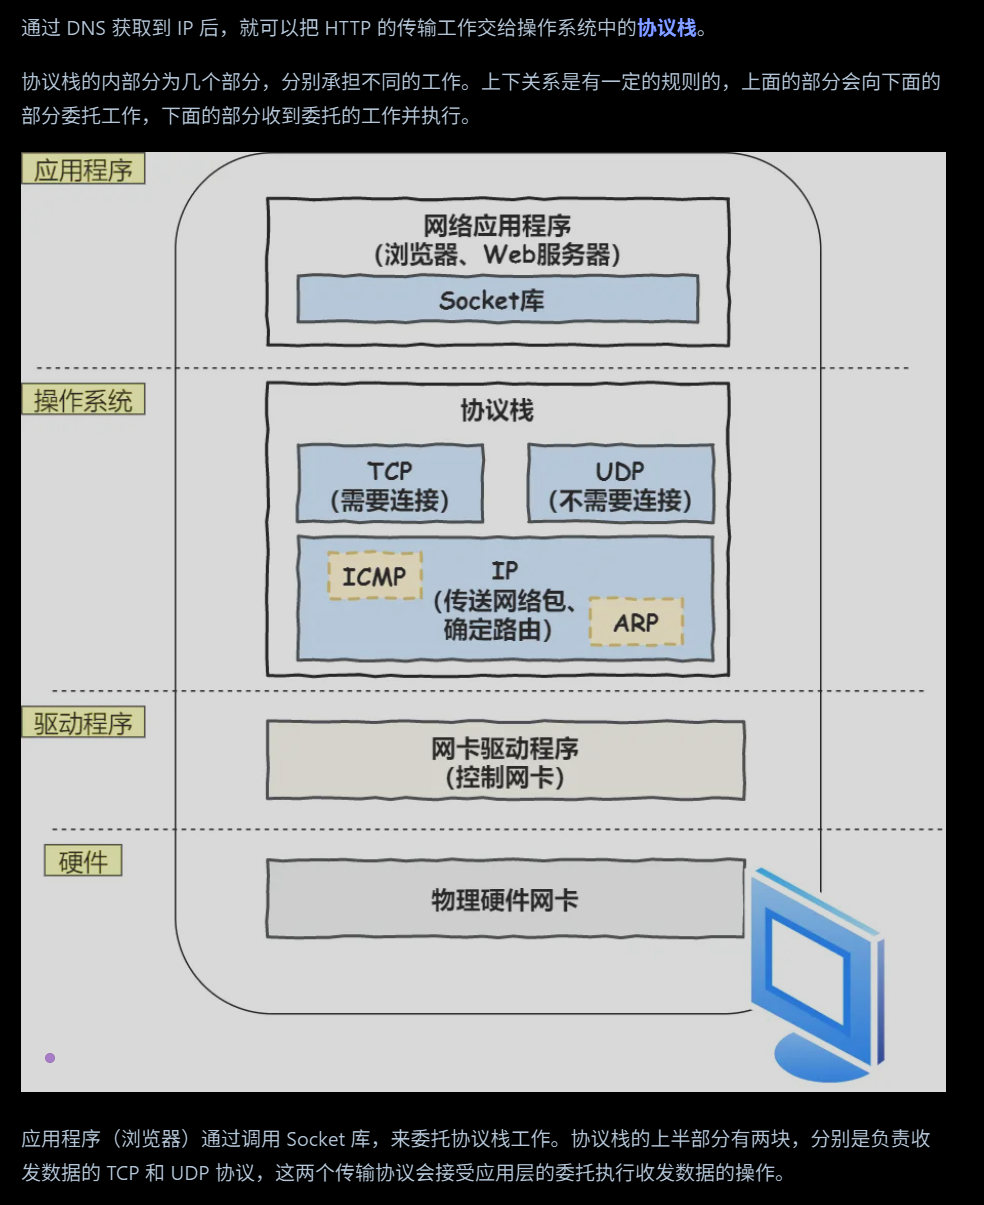 通过 DNS 获取到 IP 后，就可以把 HTTP 的传输工作交给操作系统中的协议栈。
协议栈的内部分为几个部分，分别承担不同的工作。上下关系是有一定的规则的，上面的部分会向下面的
部分委托工作，下面的部分收到委托的工作并执行。
应用程序
网络应用程序
(浏览器、Web服务器)
Socket库
操作系统
协议栈
TCP
(需要连接)
UDP
(不需要连接)
ICMP
IP
(传送网络包、
确定路由)
ARP
驱动程序
网卡驱动程序
(控制网卡)
硬件
物理硬件网卡
应用程序（浏览器）通过调用 Socket 库，来委托协议栈工作。协议栈的上半部分有两块，分别是负责收
发数据的 TCP 和 UDP 协议，这两个传输协议会接受应用层的委托执行收发数据的操作。